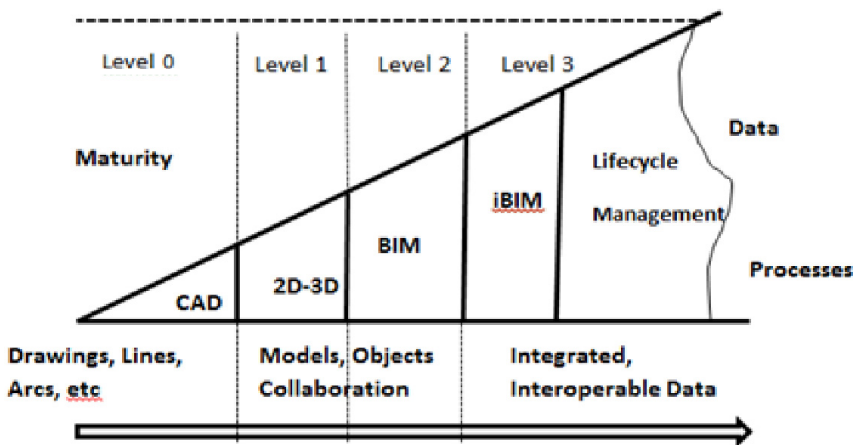 Level 0
Level 1
Level 2
Level 3
Maturity
Data
Lifecycle
Management
iBIM
BIM
Processes
2D-3D
CAD
Drawings, Lines,
Arcs, etc
Models, Objects
Collaboration
Integrated,
Interoperable Data